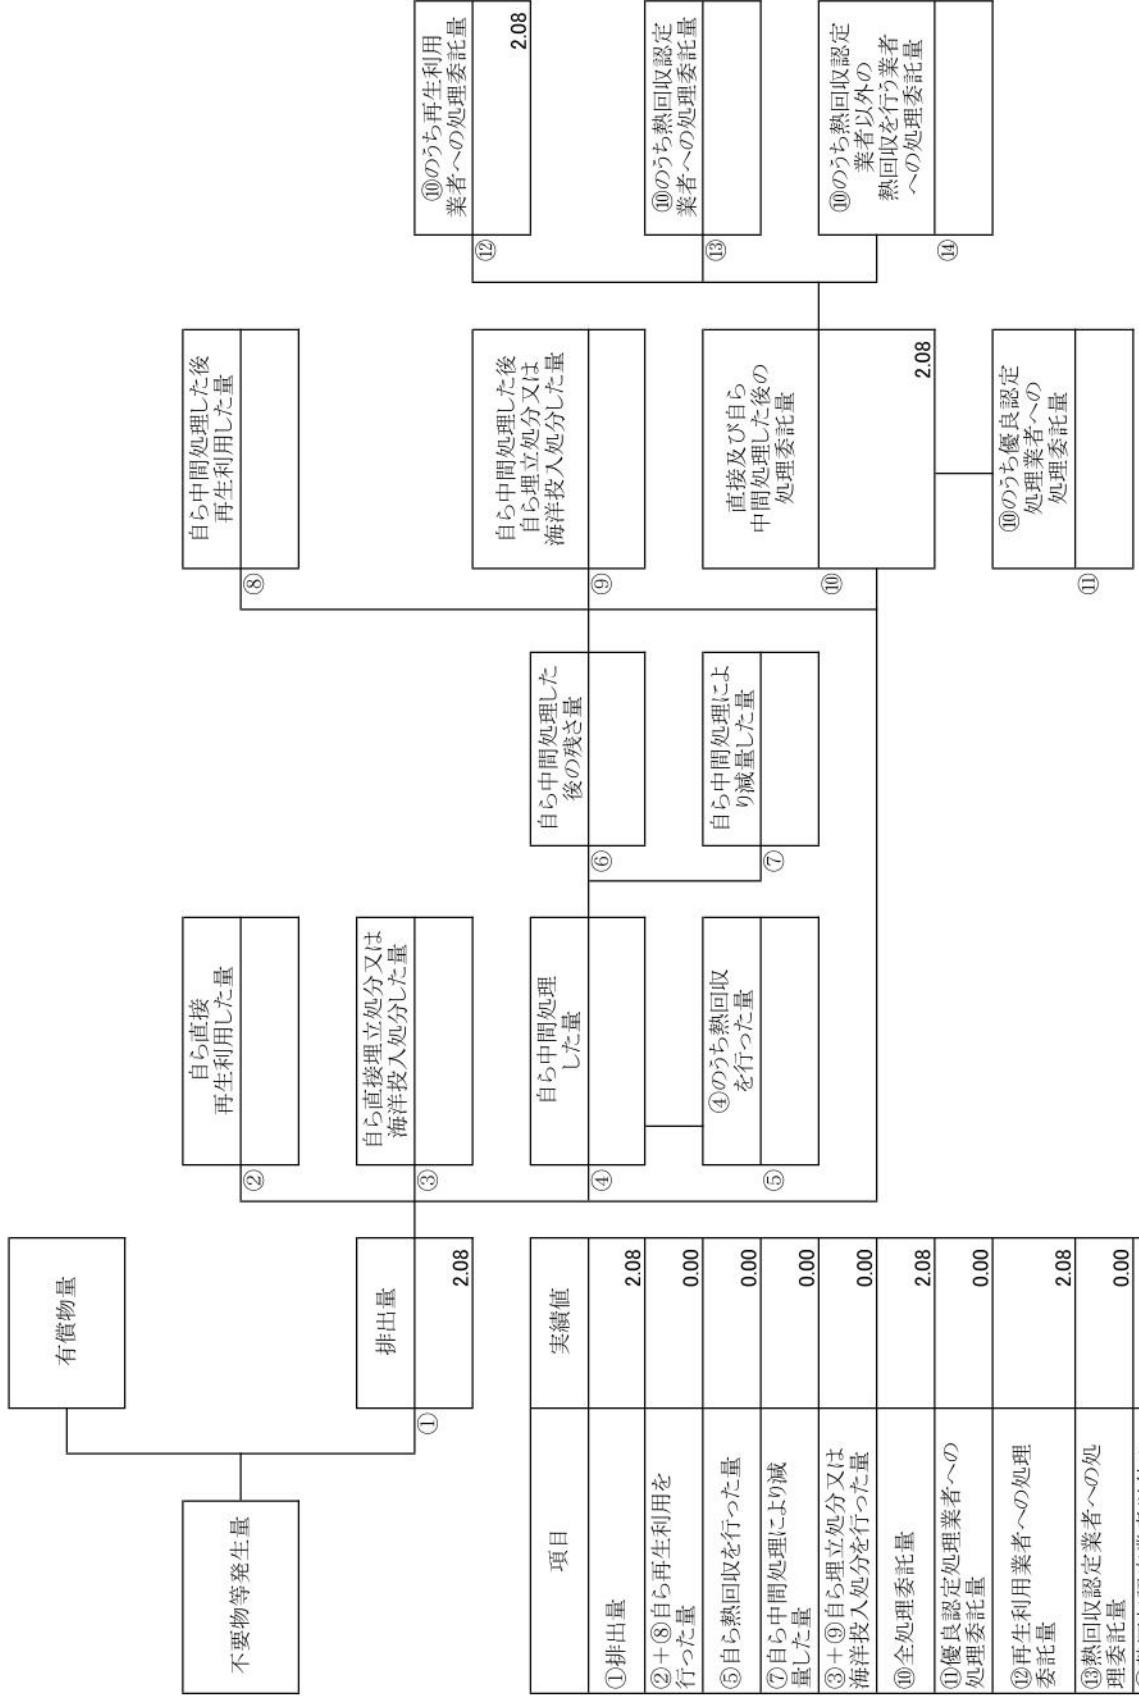 不要物等発生量
有償物量
①
排出量
2.08
②
自ら直接
再生利用した量
③
自ら直接埋立処分又は
海洋投入処分した量
④
自ら中間処理
した量
⑤
④のうち熱回収
を行った量
⑥
自ら中間処理した
後の残さ量
⑦
自ら中間処理によ
り減量した量
⑧
自ら中間処理した後
再生利用した量
⑨
自ら中間処理した後
自ら埋立処分又は
海洋投入処分した量
⑩
直接及び自ら
中間処理した後の
処理委託量
2.08
⑪
⑩のうち優良認定
処理業者への
処理委託量
⑫
⑩のうち再生利用
業者への処理委託量
2.08
⑬
⑩のうち熱回収認定
業者への処理委託量
⑭
⑩のうち熱回収認定
業者以外の
熱回収を行う業者
への処理委託量
項目
実績値
①排出量
2.08
②+⑧自ら再生利用を
行った量
0.00
⑤自ら熱回収を行った量
0.00
⑦自ら中間処理により減
量した量
0.00
③+⑨自ら埋立処分又は
海洋投入処分を行った量
0.00
⑩全処理委託量
2.08
⑪優良認定処理業者への
処理委託量
0.00
⑫再生利用業者への処理
委託量
2.08
⑬熱回収認定業者への処
理委託量
0.00